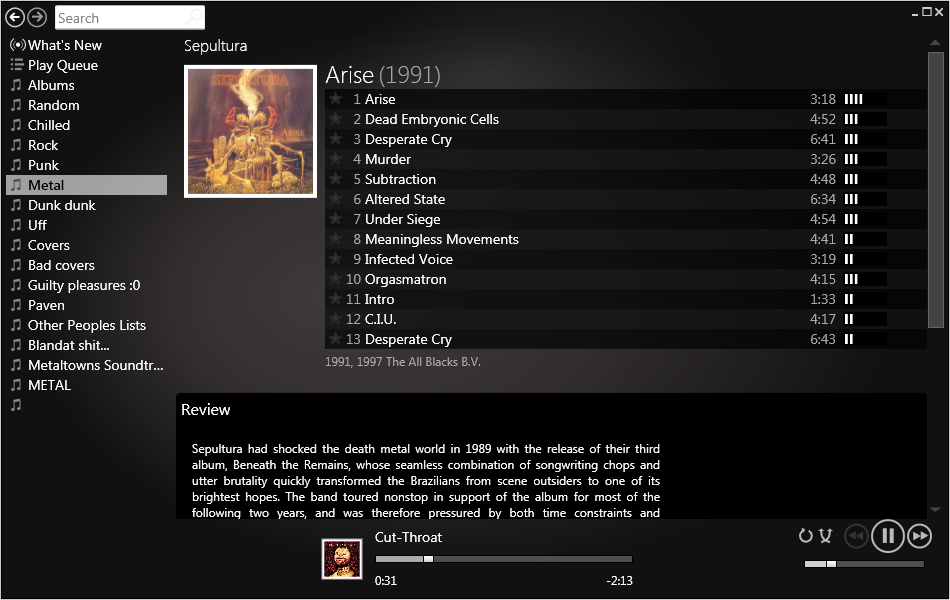 Search
What's New
Play Queue
Albums
Random
Chilled
Rock
Punk
Metal
Dunk dunk
Uff
Covers
Bad covers
Guilty pleasures :0
Paven
Other Peoples Lists
Blandat shit...
Metaltowns Soundtr...
METAL
Sepultura
SEPULTURA
ARISE
Arise (1991)
1 Arise 3:18
2 Dead Embryonic Cells 4:52
3 Desperate Cry 6:41
4 Murder 3:26
5 Subtraction 4:48
6 Altered State 6:34
7 Under Siege 4:54
8 Meaningless Movements 4:41
9 Infected Voice 3:19
10 Orgasmatron 4:15
11 Intro 1:33
12 C.I.U. 4:17
13 Desperate Cry 6:43
1991, 1997 The All Blacks B.V.
Review
Sepultura had shocked the death metal world in 1989 with the release of their third
album, Beneath the Remains, whose seamless combination of songwriting chops and
utter brutality quickly transformed the Brazilians from scene outsiders to one of its
brightest hopes. The band toured nonstop in support of the album for most of the
following two years, and was therefore pressured by both time constraints and
Cut-Throat
0:31 -2:13